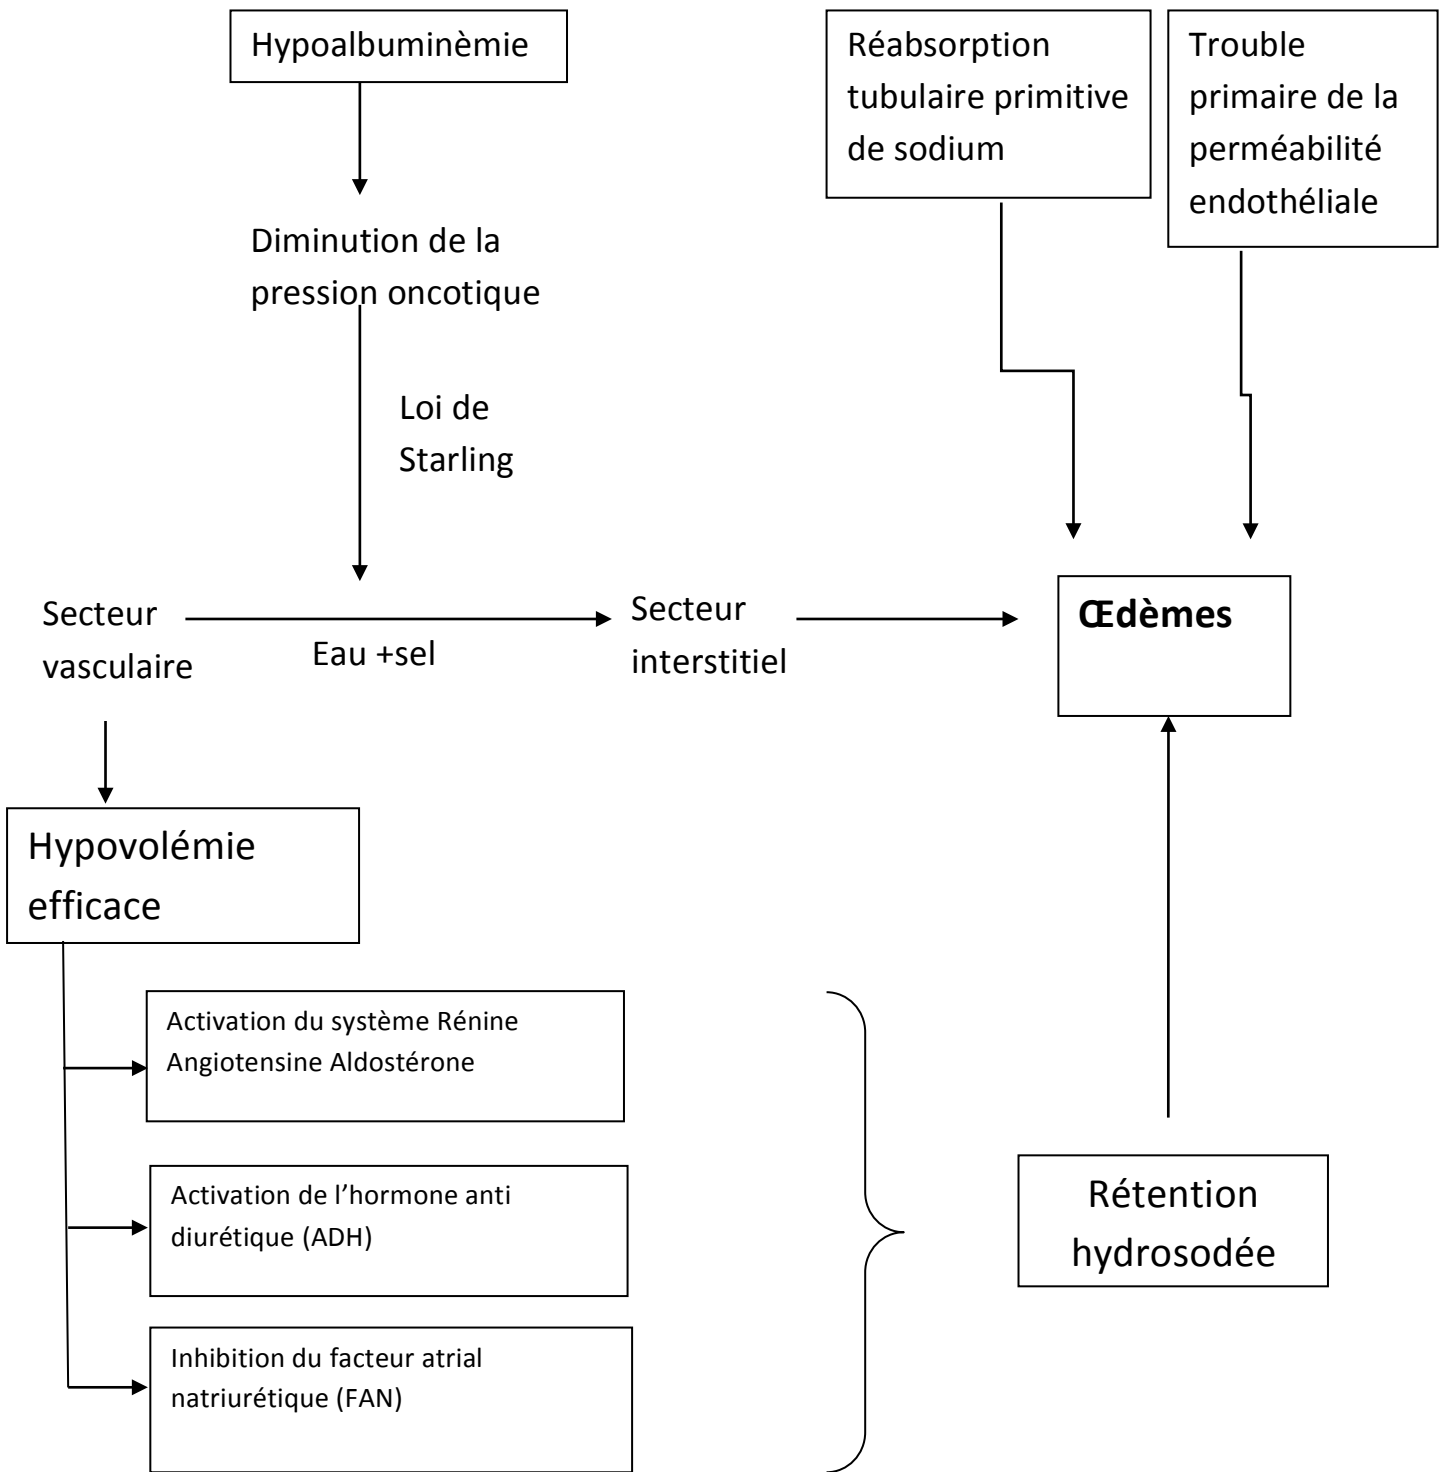 Hypoalbuminèmie
Réabsorption
tubulaire primitive
de sodium
Trouble
primaire de la
perméabilité
endothéliale
Diminution de la
pression oncotique
Loi de
Starling
Secteur
vasculaire
Eau +sel
Secteur
interstitiel
Œdèmes
Hypovolémie
efficace
Activation du système Rénine
Angiotensine Aldostérone
Activation de l’hormone anti
diurétique (ADH)
Inhibition du facteur atrial
natriurétique (FAN)
Rétention
hydrosodée